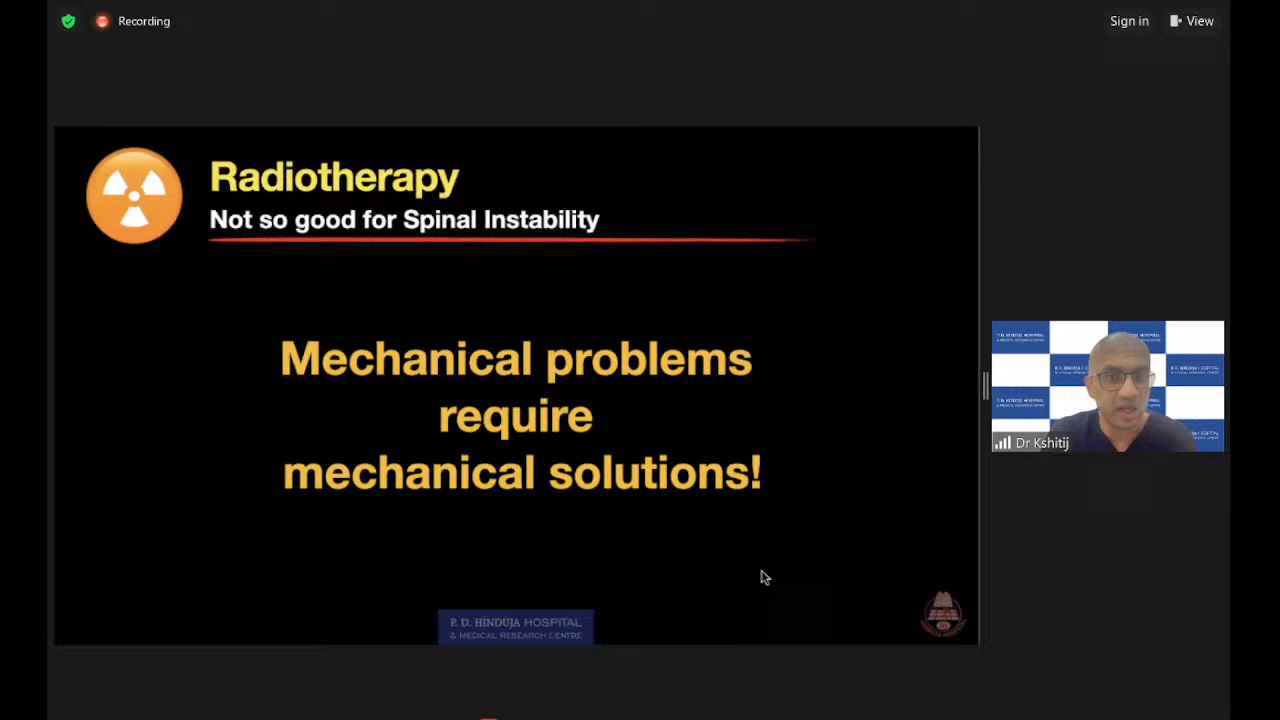 Recording
Sign in
View
Radiotherapy
Not so good for Spinal Instability
Mechanical problems
require
mechanical solutions!
Dr Kshitij
P. D. HINDUJA HOSPITAL
& MEDICAL RESEARCH CENTRE